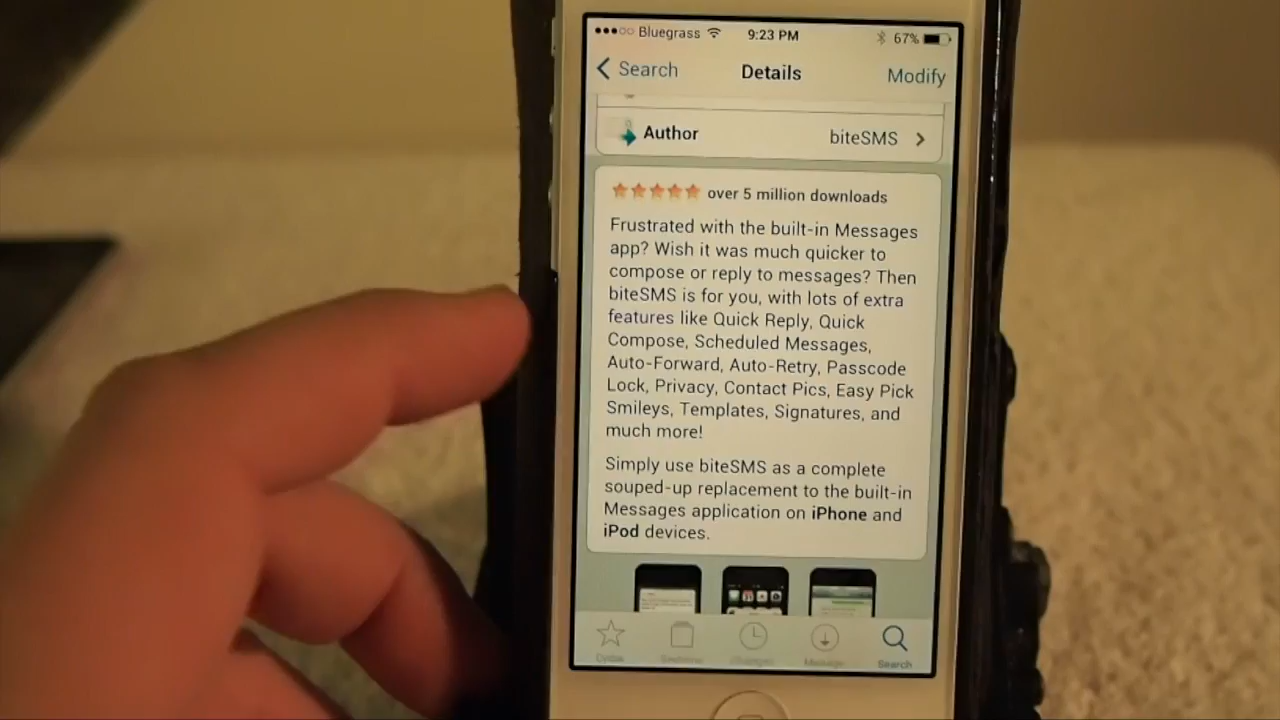 Bluegrass 9:23 PM 67%
Search Details Modify
Author biteSMS
over 5 million downloads
Frustrated with the built-in Messages
app? Wish it was much quicker to
compose or reply to messages? Then
biteSMS is for you, with lots of extra
features like Quick Reply, Quick
Compose, Scheduled Messages,
Auto-Forward, Auto-Retry, Passcode
Lock, Privacy, Contact Pics, Easy Pick
Smileys, Templates, Signatures, and
much more!
Simply use biteSMS as a complete
souped-up replacement to the built-in
Messages application on iPhone and
iPod devices.
Cydia Search